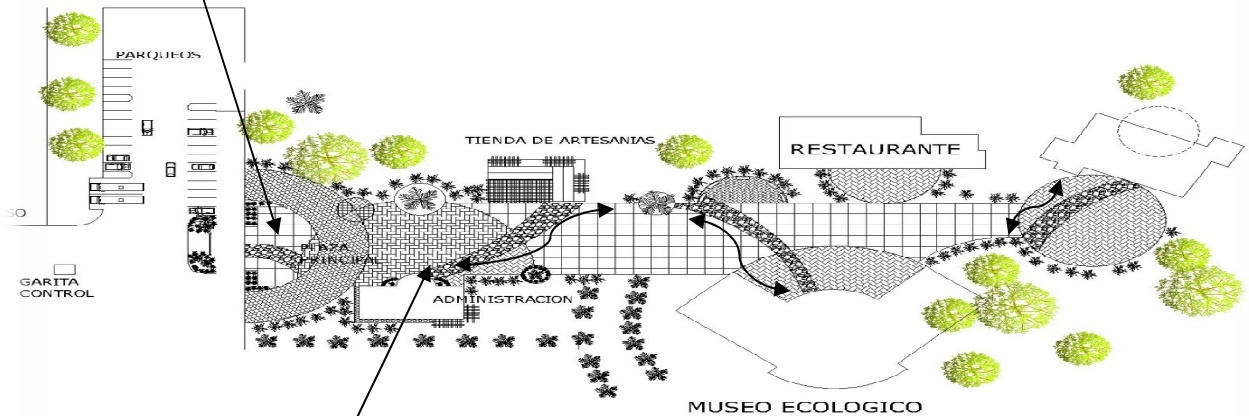 PARQUEOS
TIENDA DE ARTESANIAS
RESTAURANTE
SO
PLAZA
PRINCIPAL
GARITA
CONTROL
ADMINISTRACION
MUSEO ECOLOGICO